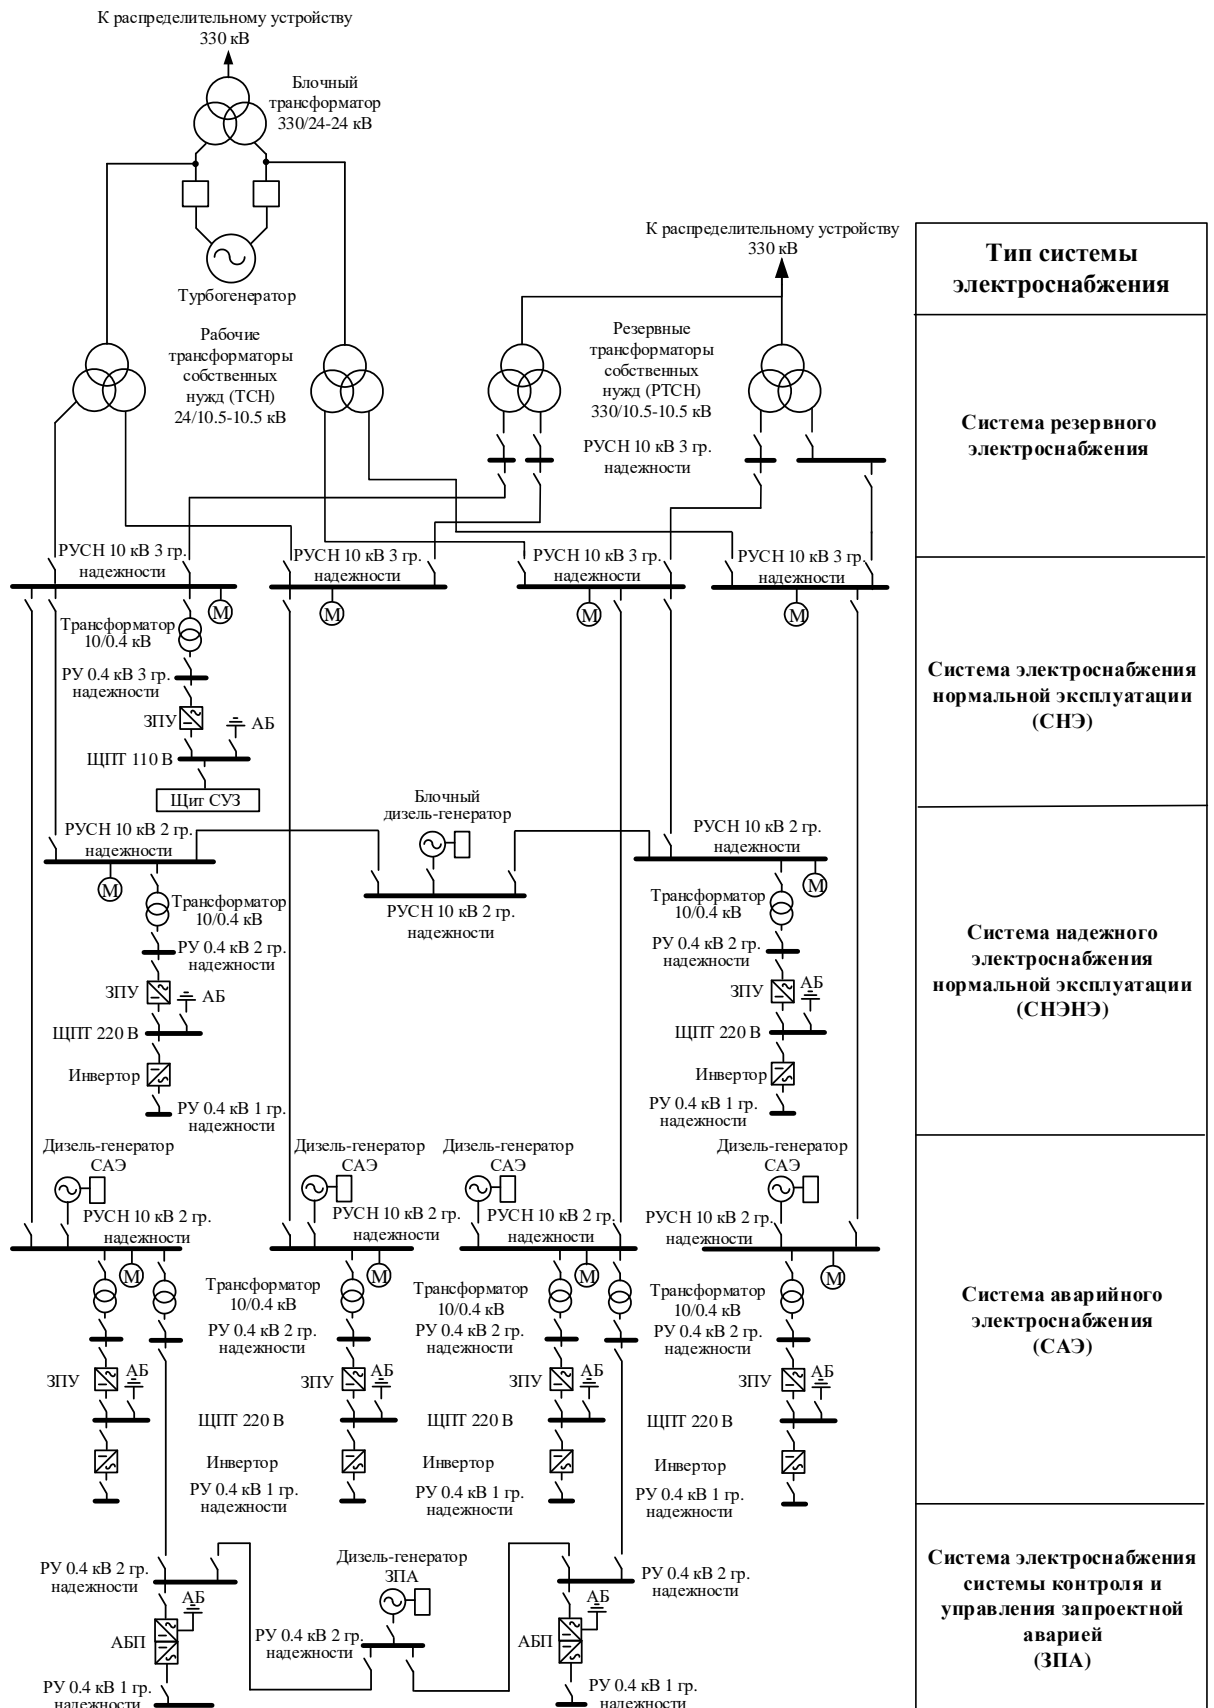 К распределительному устройству
330 кВ
Блочный
трансформатор
330/24-24 кВ
Турбогенератор
К распределительному устройству
330 кВ
Тип системы
электроснабжения
Рабочие
трансформаторы
собственных
нужд (ТСН)
24/10.5-10.5 кВ
Резервные
трансформаторы
собственных
нужд (РТСН)
330/10.5-10.5 кВ
РУСН 10 кВ 3 гр.
надежности
Система резервного
электроснабжения
РУСН 10 кВ 3 гр.
надежности
РУСН 10 кВ 3 гр.
надежности
РУСН 10 кВ 3 гр.
надежности
РУСН 10 кВ 3 гр.
надежности
М
М
М
М
Трансформатор
10/0.4 кВ
РУ 0.4 кВ 3 гр.
надежности
ЗПУ
АБ
ЩПТ 110 В
Щит СУЗ
Система электроснабжения
нормальной эксплуатации
(СНЭ)
Блочный
дизель-генератор
РУСН 10 кВ 2 гр.
надежности
РУСН 10 кВ 2 гр.
надежности
РУСН 10 кВ 2 гр.
надежности
М
М
Трансформатор
10/0.4 кВ
РУ 0.4 кВ 2 гр.
надежности
ЗПУ
АБ
ЩПТ 220 В
Инвертор
РУ 0.4 кВ 1 гр.
надежности
Трансформатор
10/0.4 кВ
РУ 0.4 кВ 2 гр.
надежности
ЗПУ
АБ
ЩПТ 220 В
Инвертор
РУ 0.4 кВ 1 гр.
надежности
Система надежного
электроснабжения
нормальной эксплуатации
(СНЭНЭ)
Дизель-генератор
САЭ
Дизель-генератор
САЭ
Дизель-генератор
САЭ
Дизель-генератор
САЭ
РУСН 10 кВ 2 гр.
надежности
РУСН 10 кВ 2 гр.
надежности
РУСН 10 кВ 2 гр.
надежности
РУСН 10 кВ 2 гр.
надежности
М
М
М
М
Трансформатор
10/0.4 кВ
Трансформатор
10/0.4 кВ
Трансформатор
10/0.4 кВ
РУ 0.4 кВ 2 гр.
надежности
РУ 0.4 кВ 2 гр.
надежности
РУ 0.4 кВ 2 гр.
надежности
ЗПУ
АБ
ЗПУ
АБ
ЗПУ
АБ
ЗПУ
АБ
ЩПТ 220 В
ЩПТ 220 В
ЩПТ 220 В
Инвертор
Инвертор
Инвертор
РУ 0.4 кВ 1 гр.
надежности
РУ 0.4 кВ 1 гр.
надежности
РУ 0.4 кВ 1 гр.
надежности
Система аварийного
электроснабжения
(САЭ)
РУ 0.4 кВ 2 гр.
надежности
АБ
АБП
РУ 0.4 кВ 1 гр.
надежности
Дизель-генератор
ЗПА
РУ 0.4 кВ 2 гр.
надежности
РУ 0.4 кВ 2 гр.
надежности
АБ
АБП
РУ 0.4 кВ 1 гр.
надежности
Система электроснабжения
системы контроля и
управления запроектной
аварией
(ЗПА)